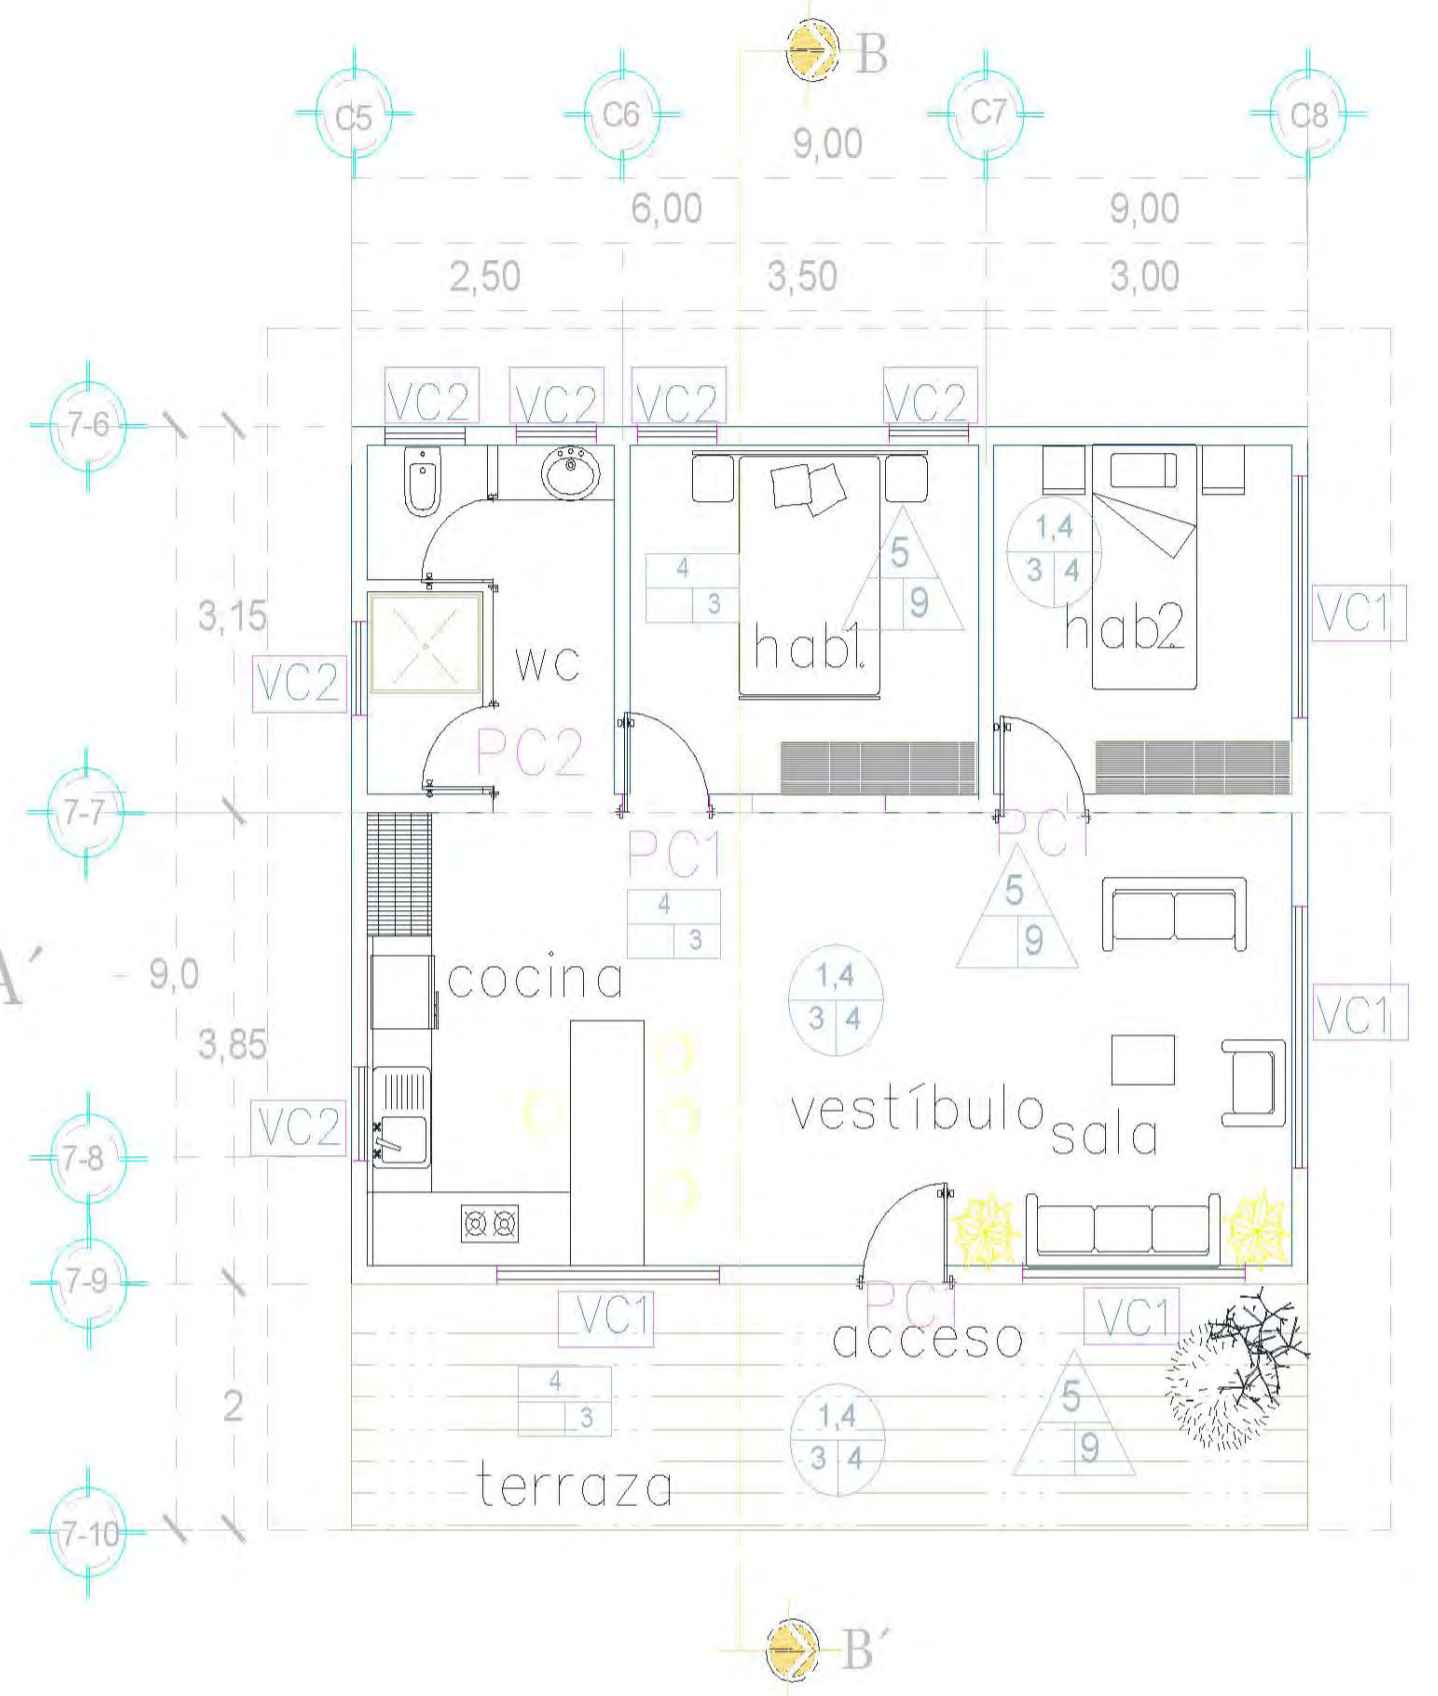 B
C5 C6 C7 C8
9,00
6,00 9,00
2,50 3,50 3,00
VC2 VC2 VC2 VC2
7-6
1,4
3 4
5
9
4
3
3,15
VC1
hab1.
hab2
wc
VC2
PC2
7-7
PC1
PC1
4
3
5
9
A´
9,0
cocina
1,4
3 4
VC1
3,85
vestíbulo
sala
VC2
7-8
7-9
PC1
VC1
VC1
acceso
4
3
1,4
3 4
5
9
2
terraza
7-10
B´